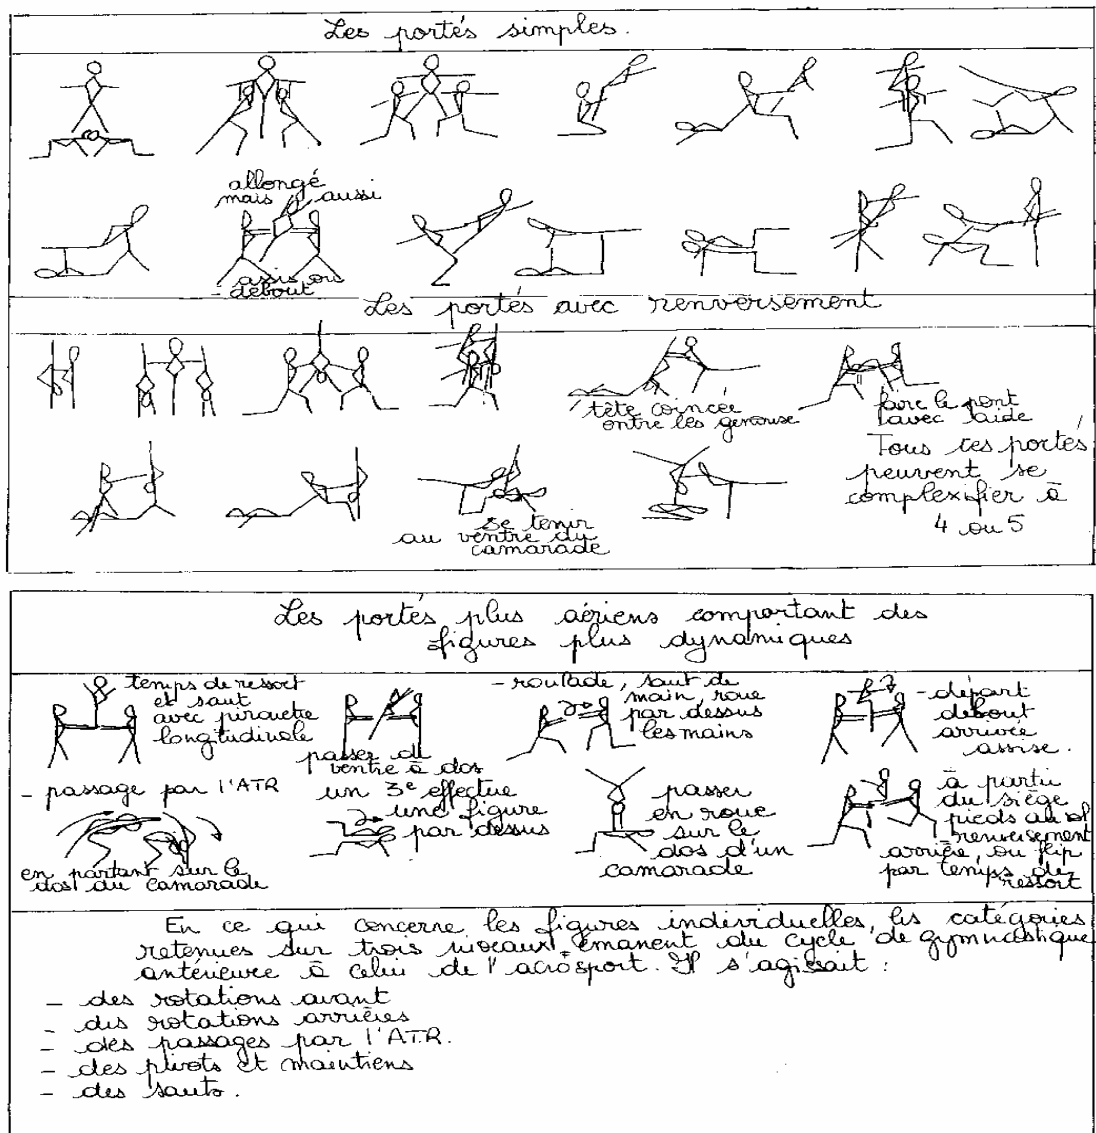 Les portés simples.
allongé
mais aussi
assis ou
- debout
Les portés avec renversement
tête coincée
entre les genouse
faire le pont
avec l'aide
Tous ces portés
peuvent se
complexifier à
4 ou 5
se tenir
au ventre du
camarade
Les portés plus aériens comportant des
figures plus dynamiques
temps de ressort
et saut
avec pirouette
longitudinale
passer du
ventre à dos
- roulade, saut de
main, roue
par dessus
les mains
- départ
debout
arrivée
assise.
- passage par l'ATR
en partant sur le
dos du camarade
un 3e effectue
une figure
par dessus
passer
en roue
sur le
dos d'un
camarade
à partir
du siège
pieds au sol
renversement
arrière, ou flip
par temps de
ressort
En ce qui concerne les figures individuelles, les catégories
retenues sur trois niveaux émanent du cycle de gymnastique
antérieure à celui de l'acrosport. Il s'agissait :
- des rotations avant
- des rotations arrières
- des passages par l'ATR.
- des pivots et maintiens
- des sauts.